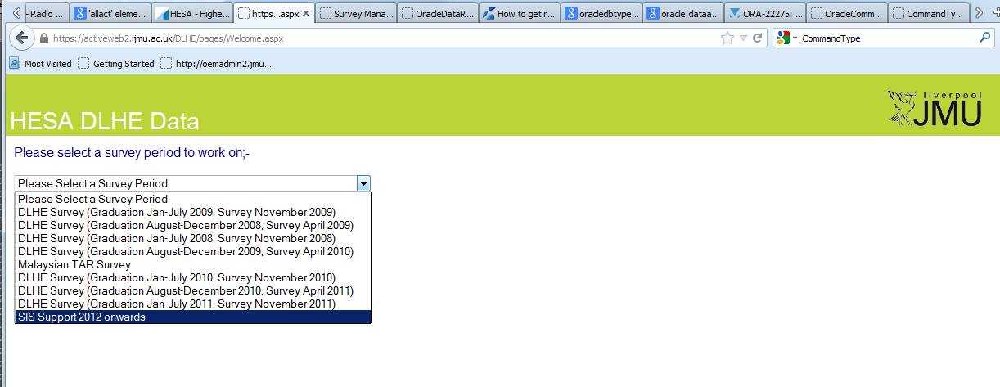 - Radio ...
'allact' eleme...
HESA - Highe...
https...aspx
Survey Mana...
OracleDataR...
How to get r...
oracledbtype...
oracle.dataa...
ORA-22275: ...
OracleComm...
CommandTy...
https://activeweb2.ljmu.ac.uk/DLHE/pages/Welcome.aspx
CommandType
Most Visited
Getting Started
http://oemadmin2.jmu...
HESA DLHE Data
liverpool
JMU
Please select a survey period to work on;-
Please Select a Survey Period
Please Select a Survey Period
DLHE Survey (Graduation Jan-July 2009, Survey November 2009)
DLHE Survey (Graduation August-December 2008, Survey April 2009)
DLHE Survey (Graduation Jan-July 2008, Survey November 2008)
DLHE Survey (Graduation August-December 2009, Survey April 2010)
Malaysian TAR Survey
DLHE Survey (Graduation Jan-July 2010, Survey November 2010)
DLHE Survey (Graduation August-December 2010, Survey April 2011)
DLHE Survey (Graduation Jan-July 2011, Survey November 2011)
SIS Support 2012 onwards